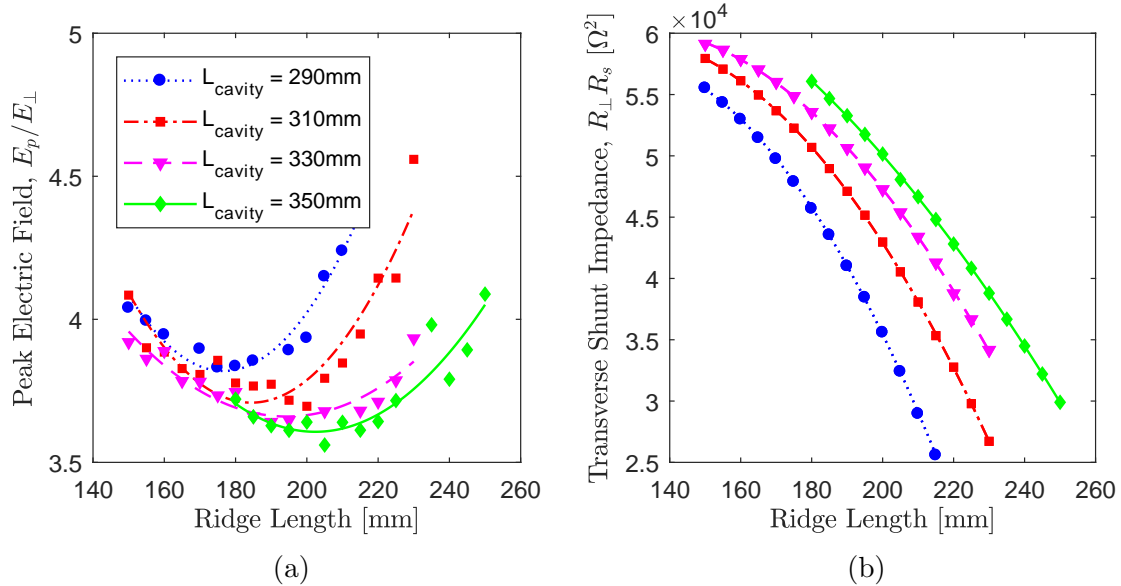 5
4.5
4
3.5
140 160 180 200 220 240 260
Ridge Length [mm]
Peak Electric Field, E_p/E_⊥
L_cavity = 290mm
L_cavity = 310mm
L_cavity = 330mm
L_cavity = 350mm
(a)
×10^4
6
5.5
5
4.5
4
3.5
3
2.5
140 160 180 200 220 240 260
Ridge Length [mm]
Transverse Shunt Impedance, R_⊥R_s [Ω^2]
(b)